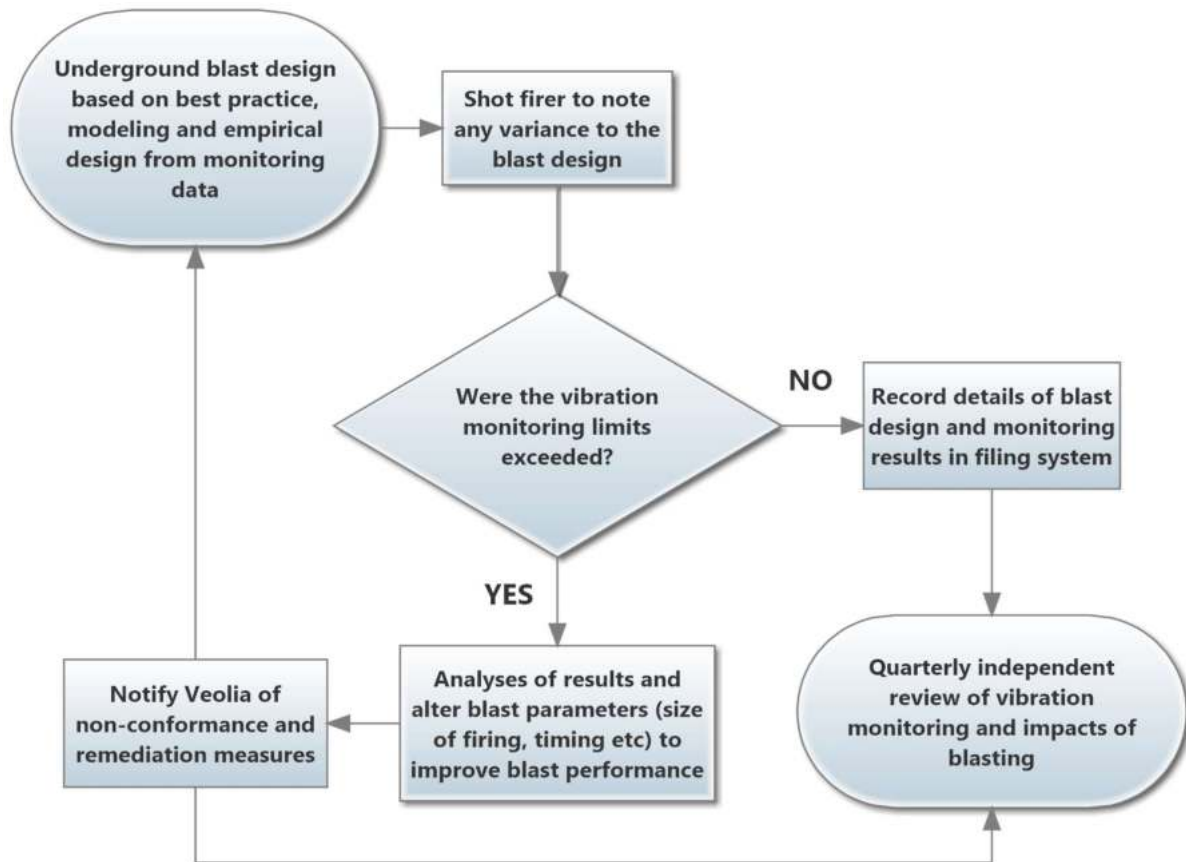 Underground blast design
based on best practice,
modeling and empirical
design from monitoring
data
Shot firer to note
any variance to the
blast design
Were the vibration
monitoring limits
exceeded?
NO
Record details of blast
design and monitoring
results in filing system
YES
Analyses of results and
alter blast parameters (size
of firing, timing etc) to
improve blast performance
Notify Veolia of
non-conformance and
remediation measures
Quarterly independent
review of vibration
monitoring and impacts of
blasting